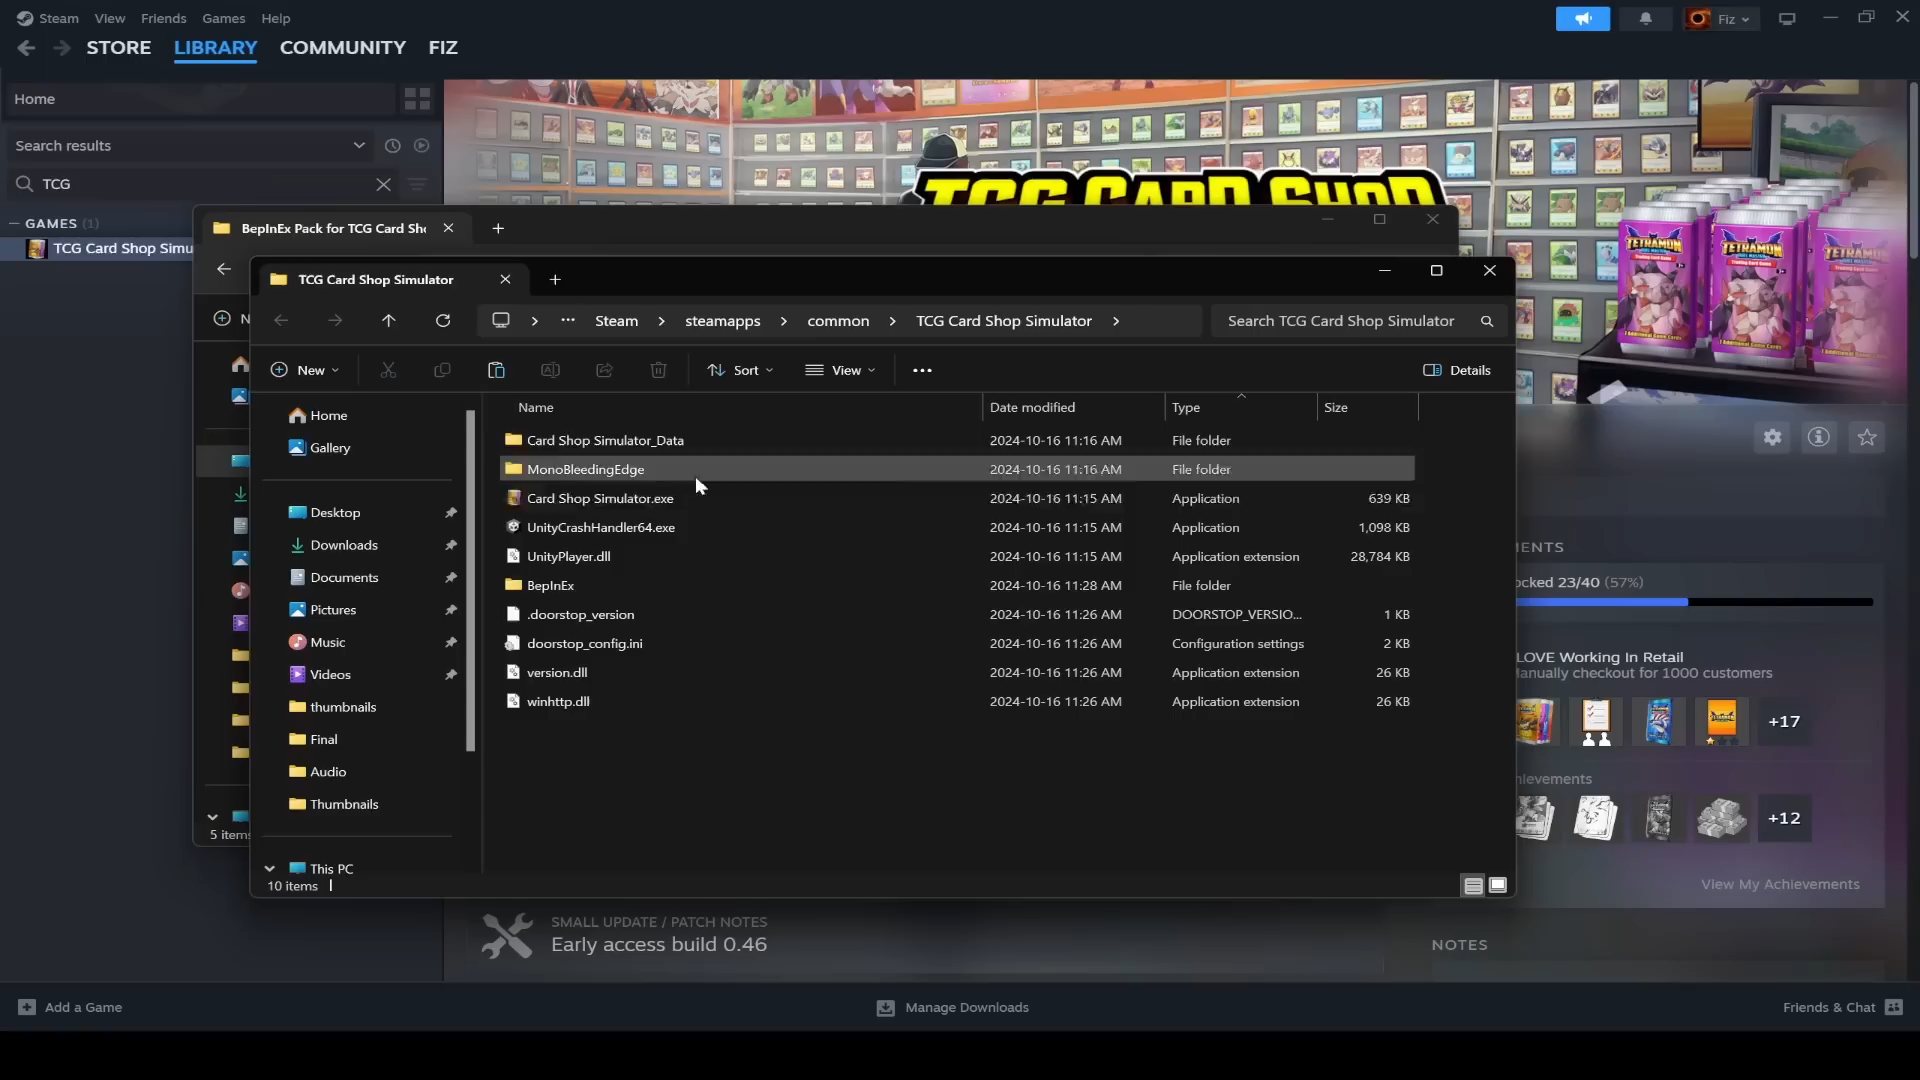 Steam View Friends Games Help
Fiz
STORE LIBRARY COMMUNITY FIZ
Home
Search results
TCG
GAMES (1)
TCG Card Shop Simu
TCG CARD SHOP
TETRAMON
TETRAMON
TETRAMON
BepInEx Pack for TCG Card Sho
N
5 items
TCG Card Shop Simulator
Steam steamapps common TCG Card Shop Simulator
Search TCG Card Shop Simulator
New Sort View Details
Home
Gallery
Desktop
Downloads
Documents
Pictures
Music
Videos
thumbnails
Final
Audio
Thumbnails
This PC
Name Date modified Type Size
Card Shop Simulator_Data 2024-10-16 11:16 AM File folder
MonoBleedingEdge 2024-10-16 11:16 AM File folder
Card Shop Simulator.exe 2024-10-16 11:15 AM Application 639 KB
UnityCrashHandler64.exe 2024-10-16 11:15 AM Application 1,098 KB
UnityPlayer.dll 2024-10-16 11:15 AM Application extension 28,784 KB
BepInEx 2024-10-16 11:28 AM File folder
.doorstop_version 2024-10-16 11:26 AM DOORSTOP_VERSIO... 1 KB
doorstop_config.ini 2024-10-16 11:26 AM Configuration settings 2 KB
version.dll 2024-10-16 11:26 AM Application extension 26 KB
winhttp.dll 2024-10-16 11:26 AM Application extension 26 KB
10 items
MENTS
ocked 23/40 (57%)
LOVE Working In Retail
anually checkout for 1000 customers
+17
hievements
+12
View My Achievements
SMALL UPDATE / PATCH NOTES
Early access build 0.46
NOTES
Add a Game
Manage Downloads
Friends & Chat